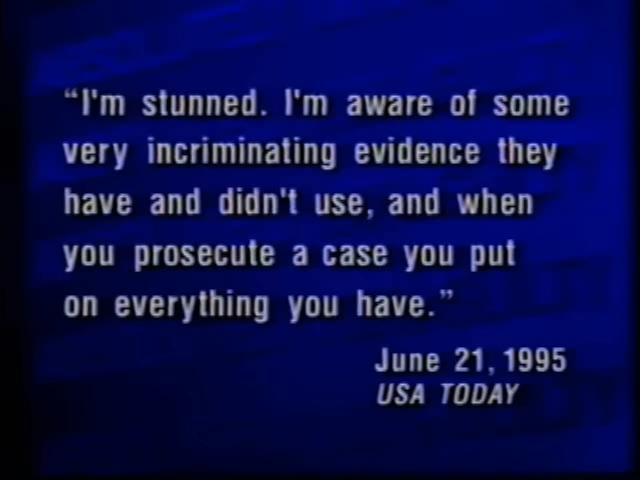 “I'm stunned. I'm aware of some
very incriminating evidence they
have and didn't use, and when
you prosecute a case you put
on everything you have.”
June 21, 1995
USA TODAY